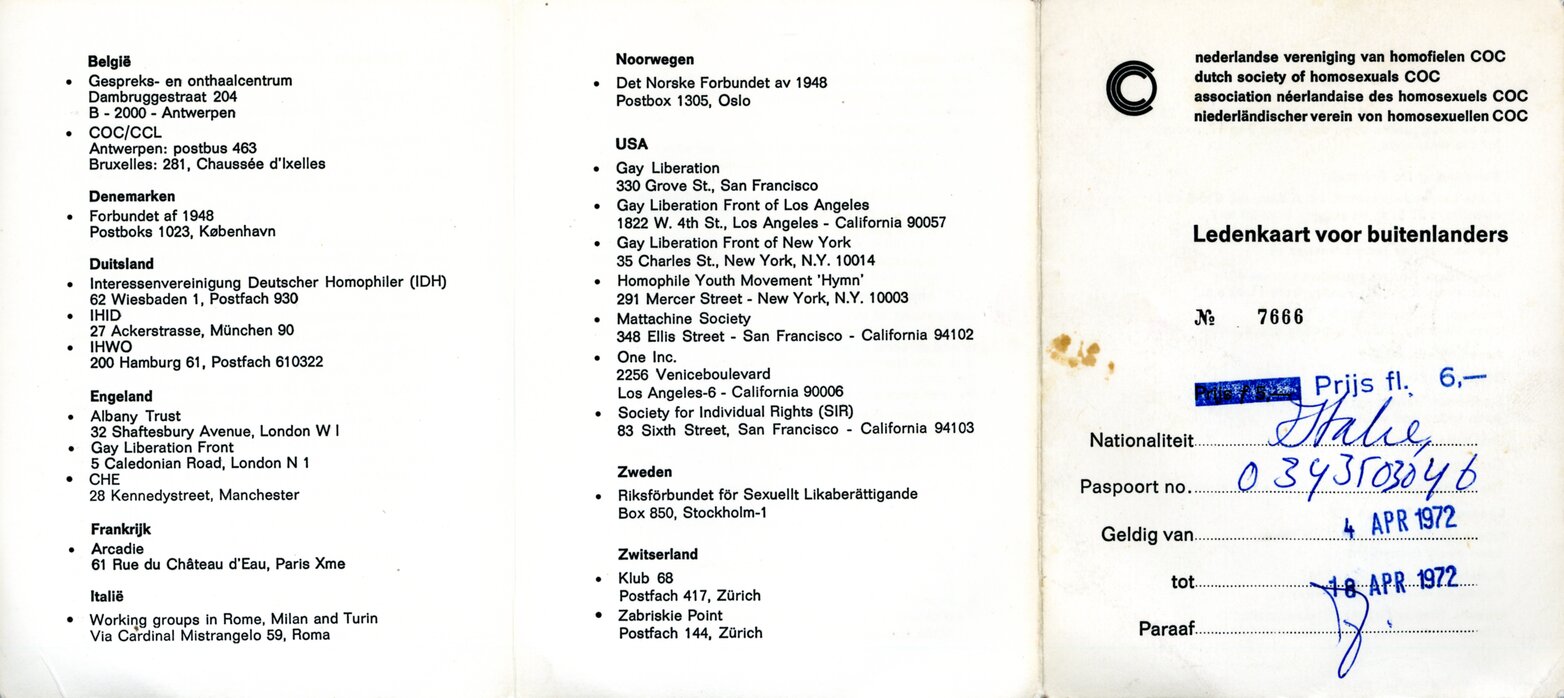 België
• Gespreks- en onthaalcentrum
Dambruggestraat 204
B - 2000 - Antwerpen
• COC/CCL
Antwerpen: postbus 463
Bruxelles: 281, Chaussée d'Ixelles
Denemarken
• Forbundet af 1948
Postboks 1023, København
Duitsland
• Interessenvereinigung Deutscher Homophiler (IDH)
62 Wiesbaden 1, Postfach 930
• IHID
27 Ackerstrasse, München 90
• IHWO
200 Hamburg 61, Postfach 610322
Engeland
• Albany Trust
32 Shaftesbury Avenue, London W I
• Gay Liberation Front
5 Caledonian Road, London N 1
• CHE
28 Kennedystreet, Manchester
Frankrijk
• Arcadie
61 Rue du Château d'Eau, Paris Xme
Italië
• Working groups in Rome, Milan and Turin
Via Cardinal Mistrangelo 59, Roma
Noorwegen
• Det Norske Forbundet av 1948
Postbox 1305, Oslo
USA
• Gay Liberation
330 Grove St., San Francisco
• Gay Liberation Front of Los Angeles
1822 W. 4th St., Los Angeles - California 90057
• Gay Liberation Front of New York
35 Charles St., New York, N.Y. 10014
• Homophile Youth Movement 'Hymn'
291 Mercer Street - New York, N.Y. 10003
• Mattachine Society
348 Ellis Street - San Francisco - California 94102
• One Inc.
2256 Veniceboulevard
Los Angeles-6 - California 90006
• Society for Individual Rights (SIR)
83 Sixth Street, San Francisco - California 94103
Zweden
• Riksförbundet för Sexuellt Likaberättigande
Box 850, Stockholm-1
Zwitserland
• Klub 68
Postfach 417, Zürich
• Zabriskie Point
Postfach 144, Zürich
nederlandse vereniging van homofielen COC
dutch society of homosexuals COC
association néerlandaise des homosexuels COC
niederländischer verein von homosexuellen COC
Ledenkaart voor buitenlanders
№ 7666
Prijs f 5,— Prijs fl. 6,—
Nationaliteit Italië,
Paspoort no. 0343503046
Geldig van 4 APR 1972
tot 18 APR 1972
Paraaf